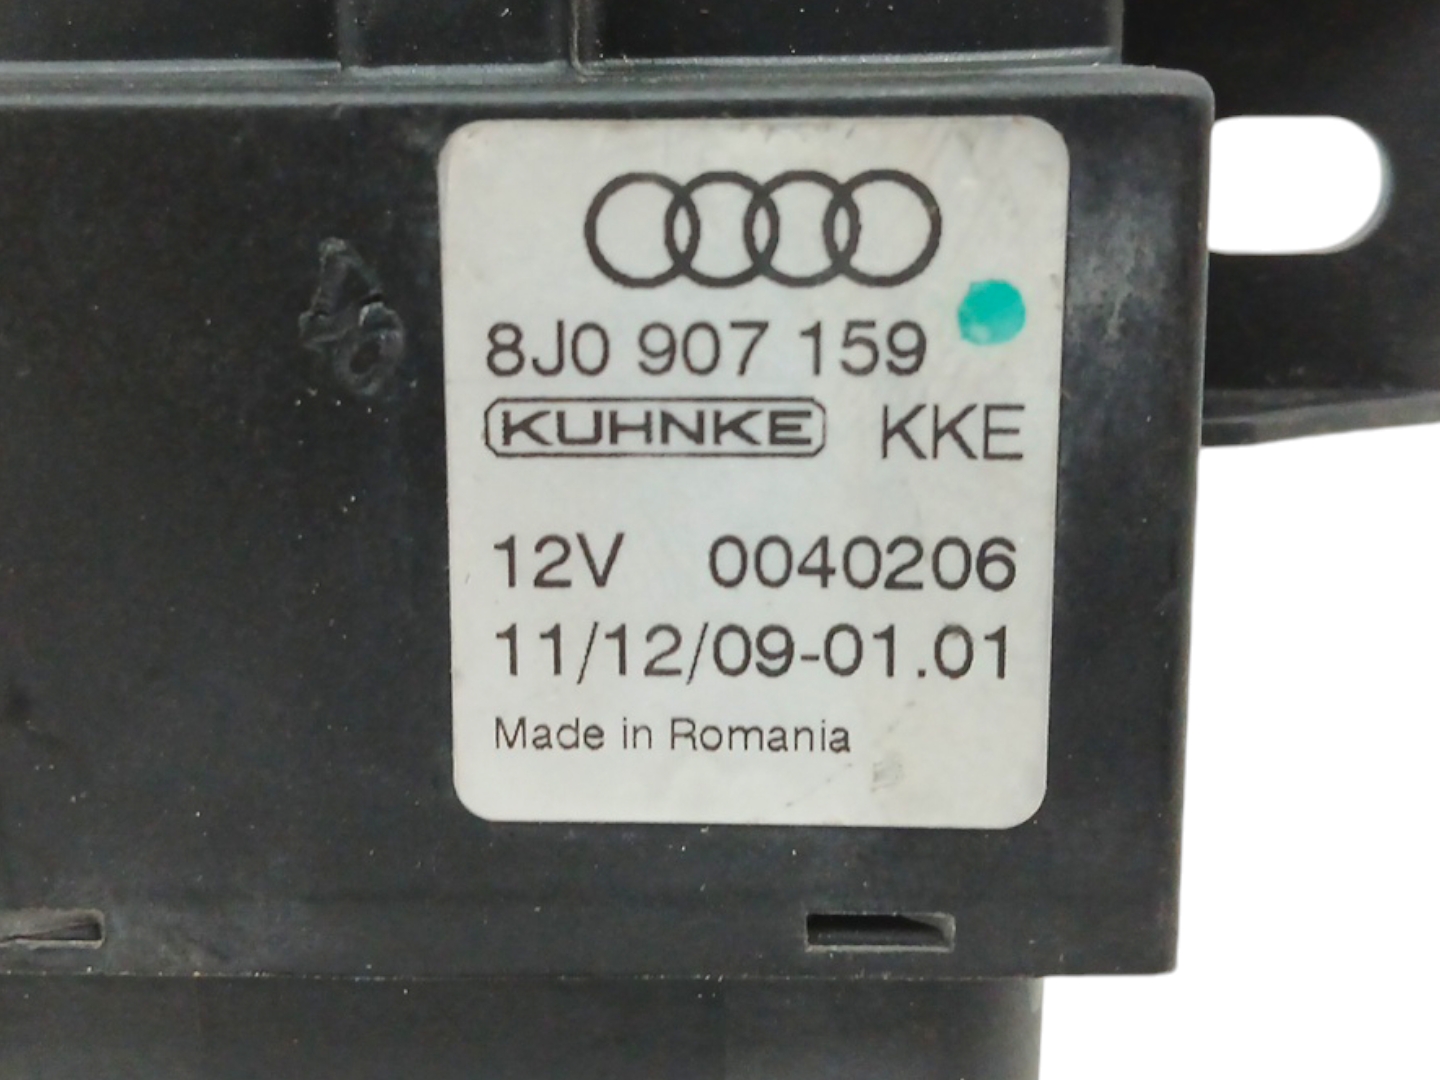 8J0 907 159
KUHNKE KKE
12V 0040206
11/12/09-01.01
Made in Romania